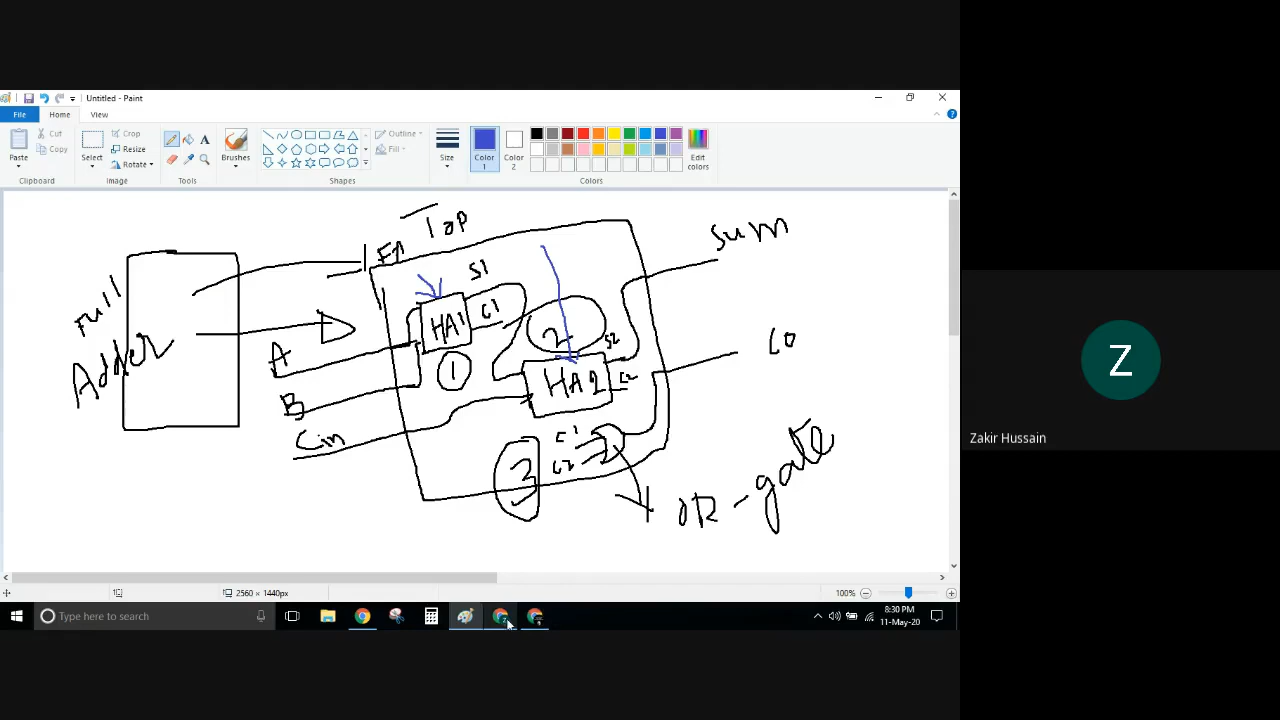 Untitled - Paint
File Home View
Paste
Cut
Copy
Clipboard
Select
Crop
Resize
Rotate
Image
A
Tools
Brushes
Outline
Fill
Shapes
Size
Color 1
Color 2
Edit colors
Colors
Top
sum
FA
S1
Full
Adder
HA1
C1
2
S2
A
1
HA2
C2
B
Cin
C1
C2
3
OR-gate
Co
Z
Zakir Hussain
2560 × 1440px
100%
Type here to search
8:30 PM
11-May-20